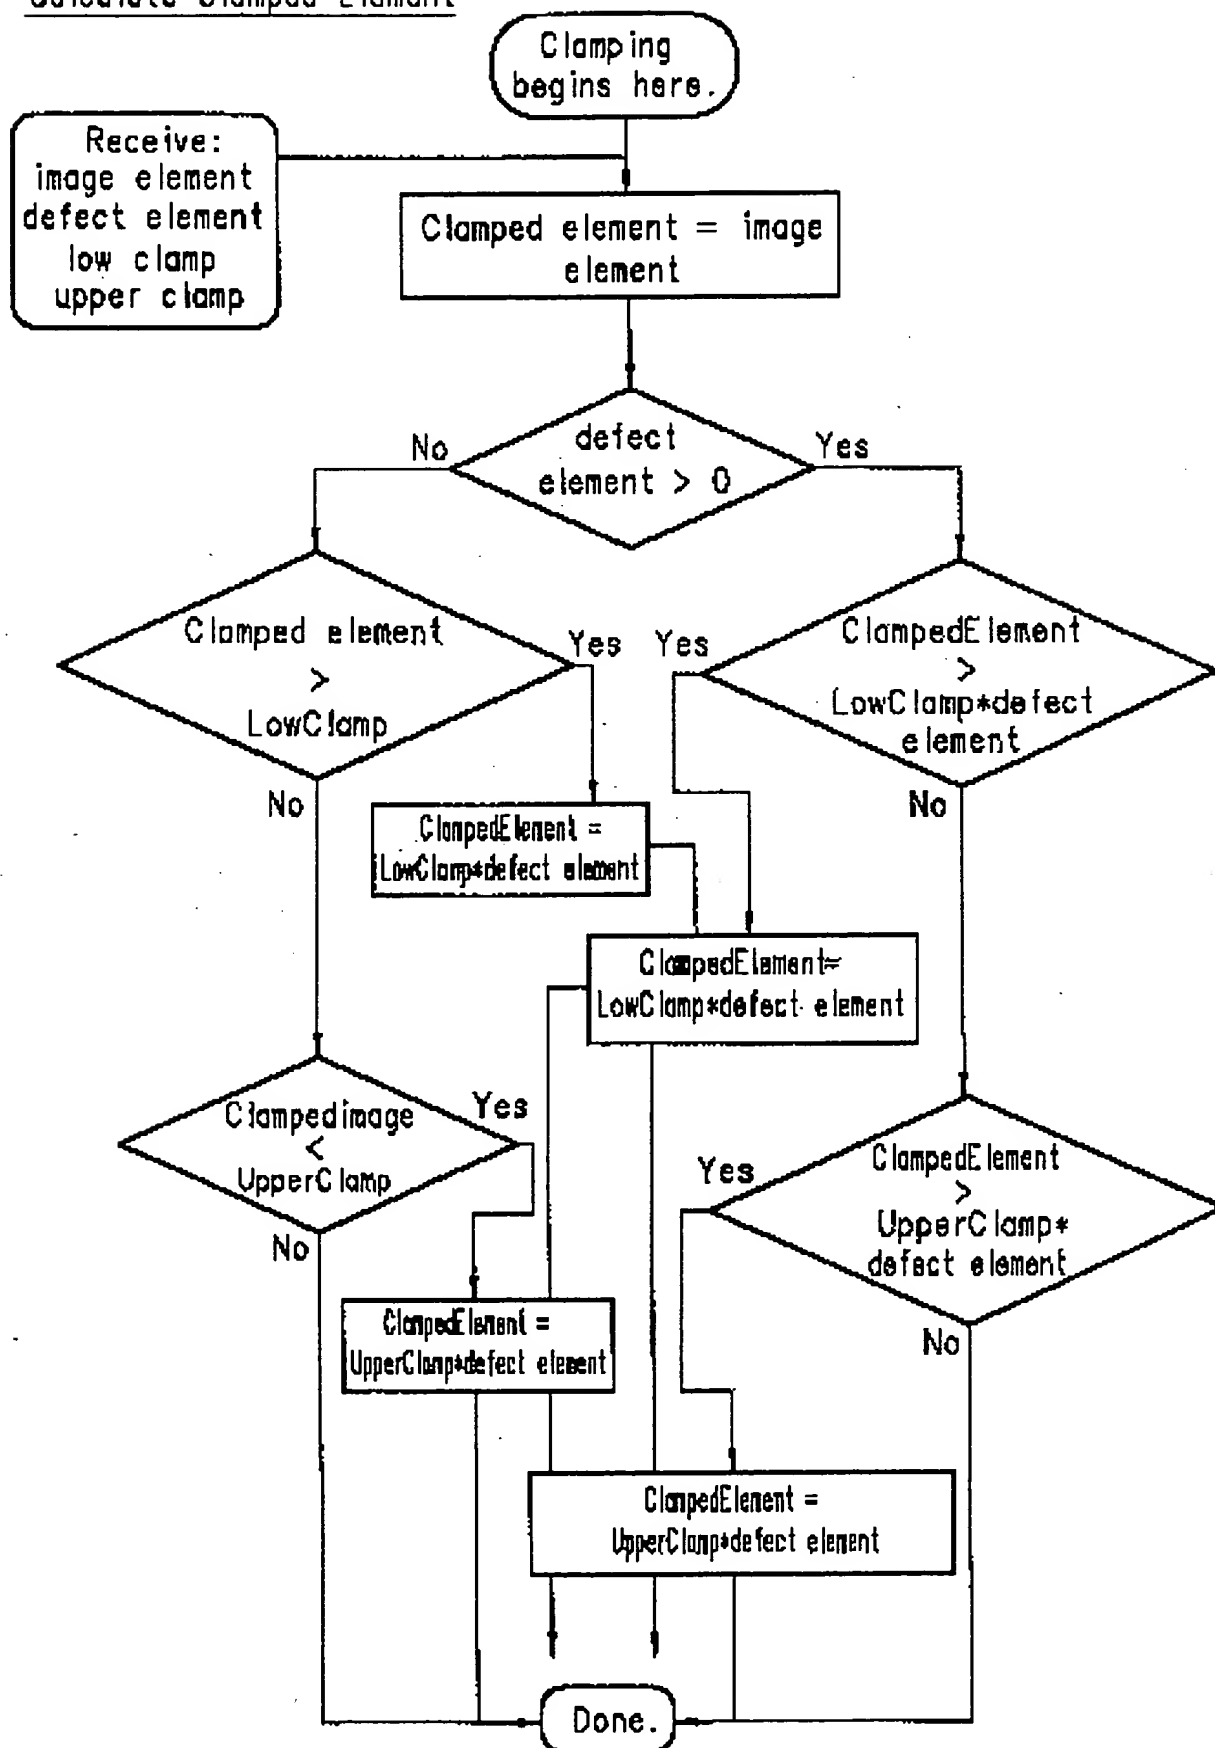 Calculate Clamped Element
Clamping
begins here.
Receive:
image element
defect element
low clamp
upper clamp
Clamped element = image
element
defect
element > 0
No
Yes
Clamped element
>
LowClamp
Yes
No
Yes
ClampedElement
>
LowClamp*defect
element
No
ClampedElement =
LowClamp*defect element
ClampedElement=
LowClamp*defect element
Clampedimage
<
UpperClamp
Yes
No
Yes
ClampedElement
>
UpperClamp*
defect element
No
ClampedElement =
UpperClamp*defect element
ClampedElement =
UpperClamp*defect element
Done.